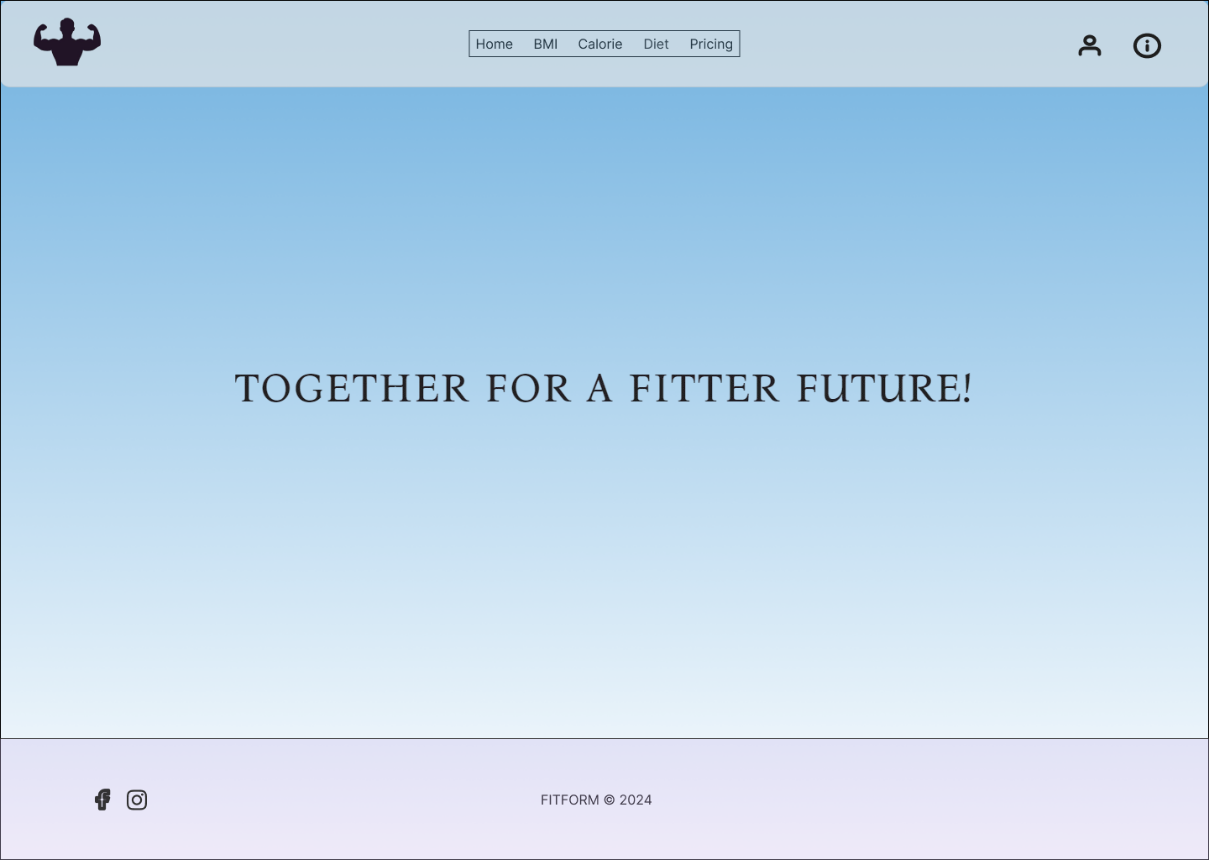 Home BMI Calorie Diet Pricing
TOGETHER FOR A FITTER FUTURE!
FITFORM © 2024